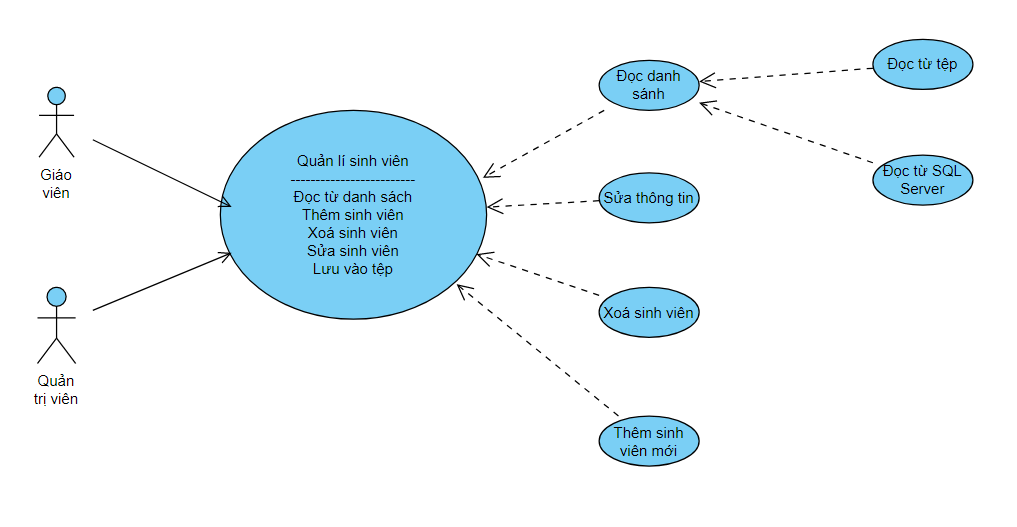 Giáo
viên
Quản
trị viên
Quản lí sinh viên
-------------------------
Đọc từ danh sách
Thêm sinh viên
Xoá sinh viên
Sửa sinh viên
Lưu vào tệp
Đọc danh
sánh
Sửa thông tin
Xoá sinh viên
Thêm sinh
viên mới
Đọc từ tệp
Đọc từ SQL
Server